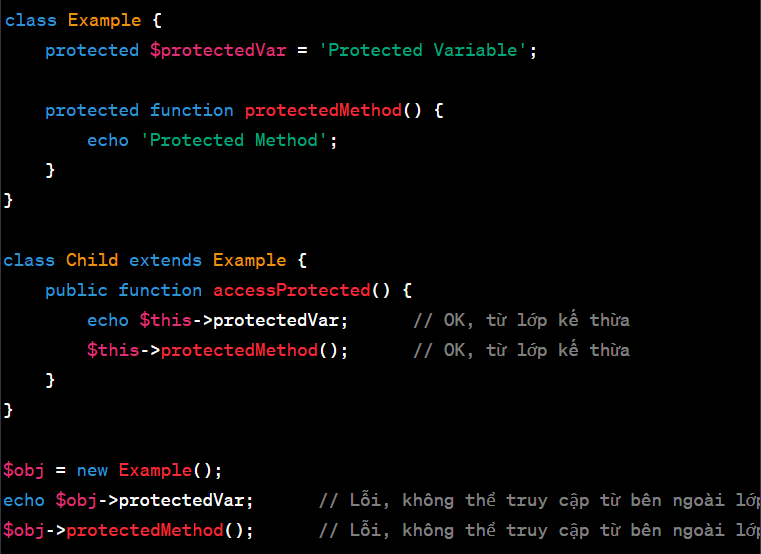 class Example {
    protected $protectedVar = 'Protected Variable';
    protected function protectedMethod() {
        echo 'Protected Method';
    }
}
class Child extends Example {
    public function accessProtected() {
        echo $this->protectedVar;      // OK, từ lớp kế thừa
        $this->protectedMethod();      // OK, từ lớp kế thừa
    }
}
$obj = new Example();
echo $obj->protectedVar;      // Lỗi, không thể truy cập từ bên ngoài lớp
$obj->protectedMethod();      // Lỗi, không thể truy cập từ bên ngoài lớp